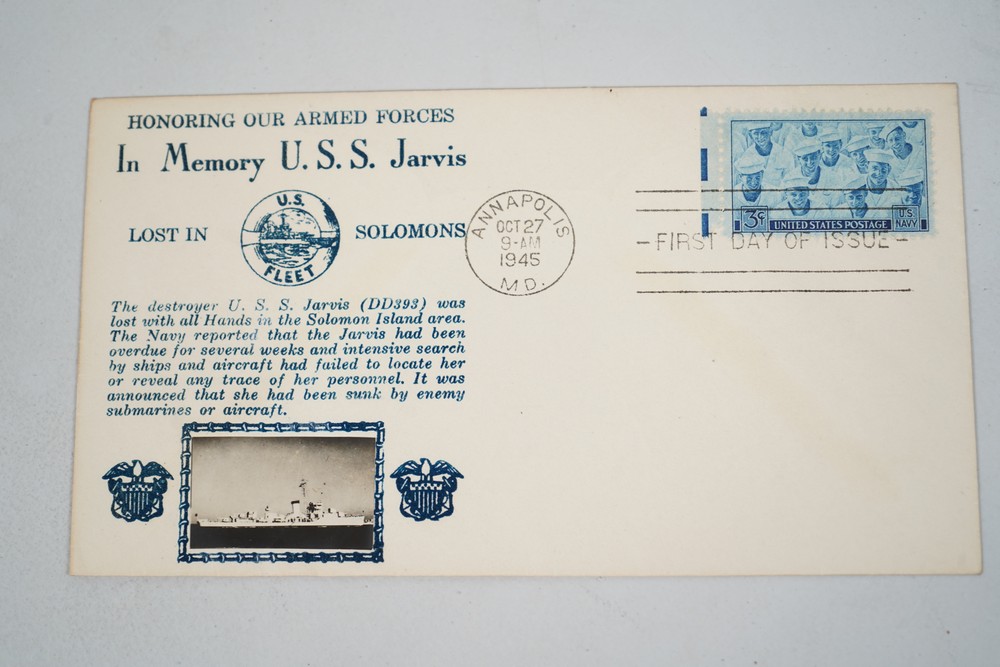 HONORING OUR ARMED FORCES
In Memory U. S. S. Jarvis
LOST IN
U.S.
FLEET
SOLOMONS
The destroyer U. S. S. Jarvis (DD393) was
lost with all Hands in the Solomon Island area.
The Navy reported that the Jarvis had been
overdue for several weeks and intensive search
by ships and aircraft had failed to locate her
or reveal any trace of her personnel. It was
announced that she had been sunk by enemy
submarines or aircraft.
ANNAPOLIS
OCT 27
9-AM
1945
MD.
3¢
UNITED STATES POSTAGE
U S
NAVY
- FIRST DAY OF ISSUE -